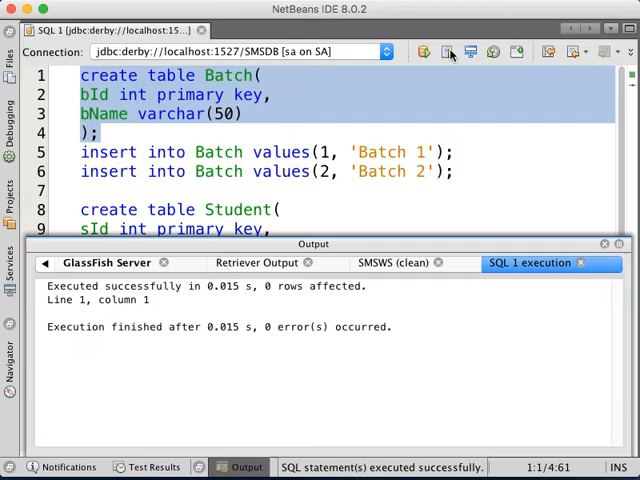 NetBeans IDE 8.0.2
SQL 1 [jdbc:derby://localhost:15...
Connection: jdbc:derby://localhost:1527/SMSDB [sa on SA]
Files
Debugging
Projects
Services
Navigator
1 create table Batch(
2 bId int primary key,
3 bName varchar(50)
4 );
5 insert into Batch values(1, 'Batch 1');
6 insert into Batch values(2, 'Batch 2');
7
8 create table Student(
9 sId int primary key,
Output
GlassFish Server Retriever Output SMSWS (clean) SQL 1 execution
Executed successfully in 0.015 s, 0 rows affected.
Line 1, column 1
Execution finished after 0.015 s, 0 error(s) occurred.
Notifications Test Results Output SQL statement(s) executed successfully. 1:1/4:61 INS